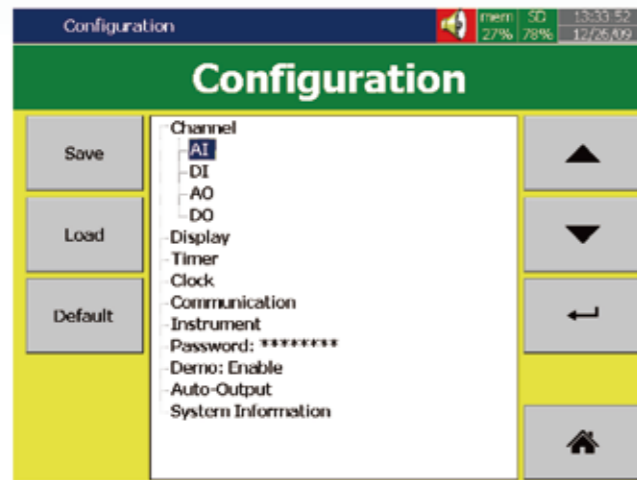 Configuration
mem SD 13:33:52
27% 78% 12/26/09
Configuration
Save
Load
Default
Channel
AI
DI
AO
DO
Display
Timer
Clock
Communication
Instrument
Password: ********
Demo: Enable
Auto-Output
System Information